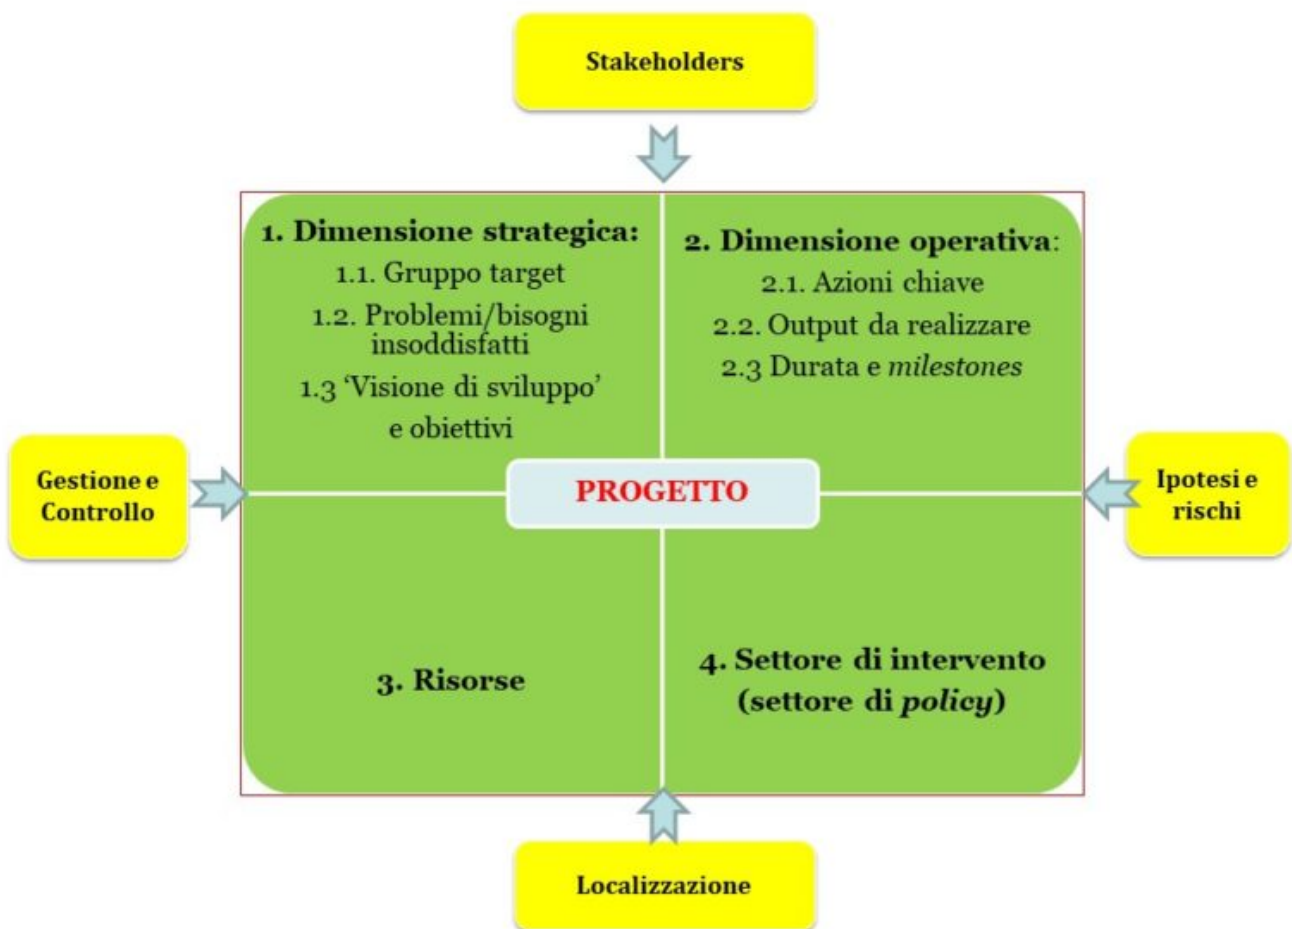 Stakeholders
1. Dimensione strategica:
1.1. Gruppo target
1.2. Problemi/bisogni
insoddisfatti
1.3 ‘Visione di sviluppo’
e obiettivi
2. Dimensione operativa:
2.1. Azioni chiave
2.2. Output da realizzare
2.3 Durata e milestones
Gestione e
Controllo
PROGETTO
Ipotesi e
rischi
3. Risorse
4. Settore di intervento
(settore di policy)
Localizzazione